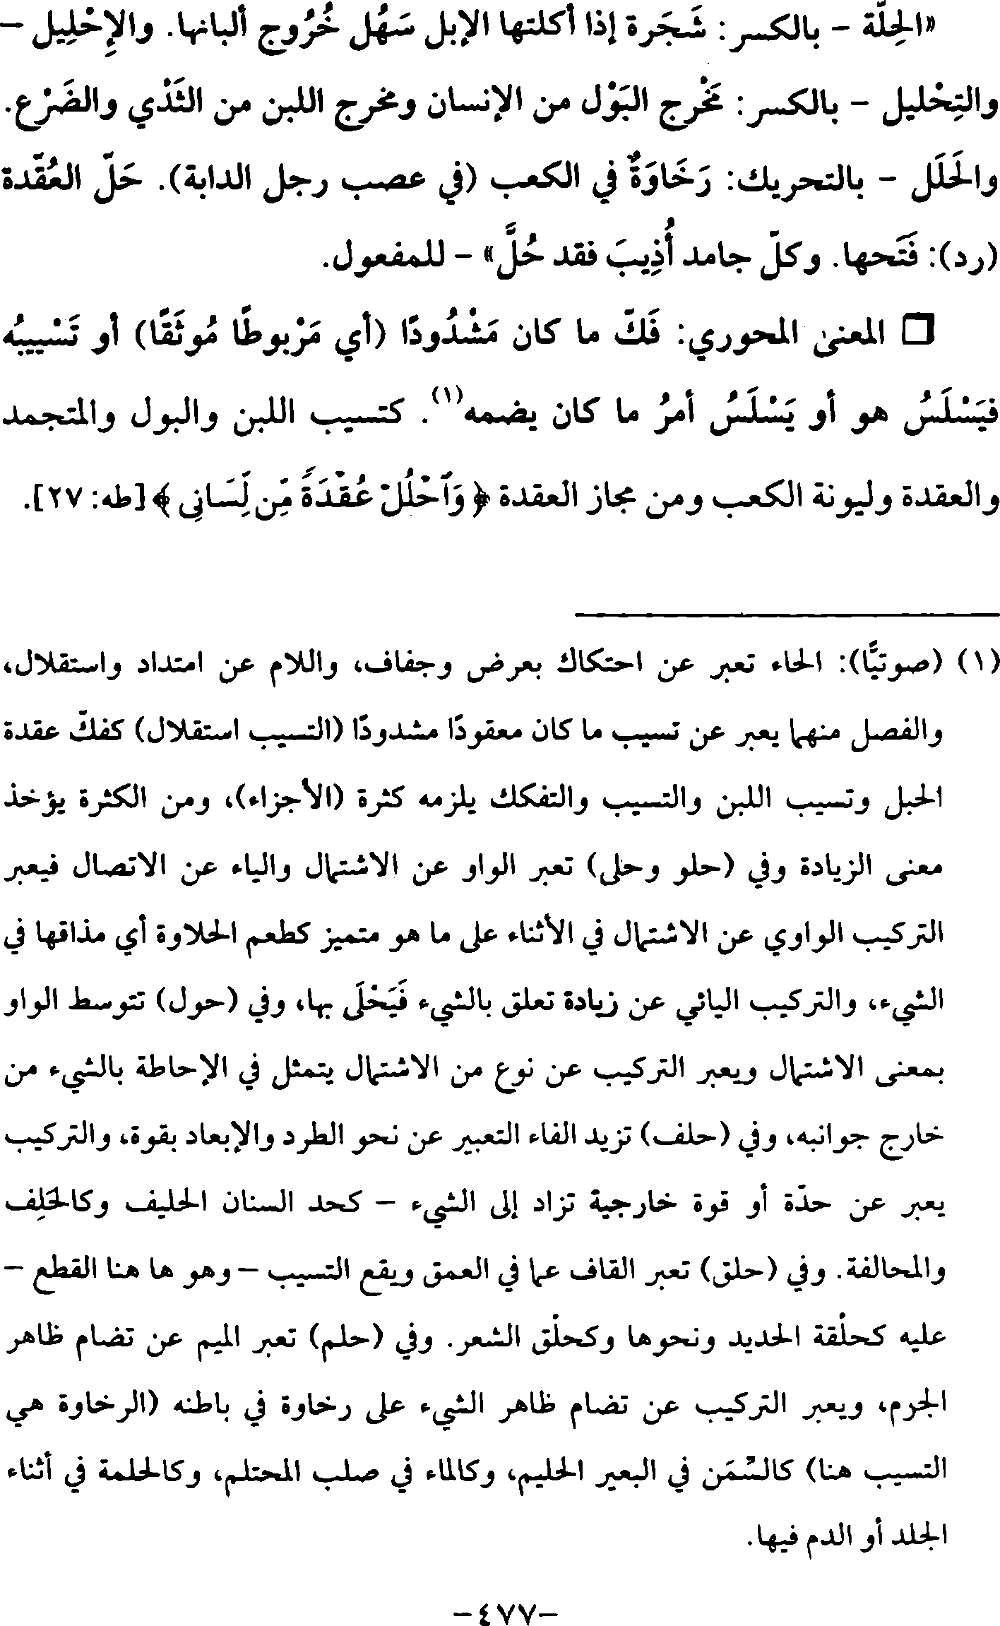 «الحِلّة – بالكسر: شَجَرة إذا أكلتها الإبل سَهُل خُرُوج ألبانها. والإحْلِيل –
والتِحْليل – بالكسر: مَخْرج البَوْل من الإنسان ومخرج اللبن من الثَدْي والضَرْع.
والحَلَل – بالتحريك: رَخَاوَةٌ في الكعب (في عصب رجل الدابة). حَلّ العُقّدة
(رد): فَتَحها. وكلّ جامد أُذِيبَ فقد حُلَّ» – للمفعول.
□ المعنى المحوري: فَكّ ما كان مَشْدُودًا (أي مَرْبوطًا مُوثَقًا) أو تَسْييبُه
فيَسْلَسُ هو أو يَسْلَسُ أمرُ ما كان يضمه(١). كتسيب اللبن والبول والمتجمد
والعقدة وليونة الكعب ومن مجاز العقدة ﴿وَٱحْلُلْ عُقْدَةً مِّن لِّسَانِى﴾ [طه: ٢٧].
(١) (صوتيًّا): الحاء تعبر عن احتكاك بعرض وجفاف، واللام عن امتداد واستقلال،
والفصل منهما يعبر عن تسيب ما كان معقودًا مشدودًا (التسيب استقلال) كفكّ عقدة
الحبل وتسيب اللبن والتسيب والتفكك يلزمه كثرة (الأجزاء)، ومن الكثرة يؤخذ
معنى الزيادة وفي (حلو وحلى) تعبر الواو عن الاشتمال والياء عن الاتصال فيعبر
التركيب الواوي عن الاشتمال في الأثناء على ما هو متميز كطعم الحلاوة أي مذاقها في
الشيء، والتركيب اليائي عن زيادة تعلق بالشيء فَيَحْلَى بها، وفي (حول) تتوسط الواو
بمعنى الاشتمال ويعبر التركيب عن نوع من الاشتمال يتمثل في الإحاطة بالشيء من
خارج جوانبه، وفي (حلف) تزيد الفاء التعبير عن نحو الطرد والإبعاد بقوة، والتركيب
يعبر عن حدّة أو قوة خارجية تزاد إلى الشيء – كحد السنان الحليف وكالحَلِف
والمحالفة. وفي (حلق) تعبر القاف عما في العمق ويقع التسيب – وهو ها هنا القطع –
عليه كحلْقة الحديد ونحوها وكحلْق الشعر. وفي (حلم) تعبر الميم عن تضام ظاهر
الجرم، ويعبر التركيب عن تضام ظاهر الشيء على رخاوة في باطنه (الرخاوة هي
التسيب هنا) كالسِّمَن في البعير الحليم، وكالماء في صلب المحتلم، وكالحلمة في أثناء
الجلد أو الدم فيها.
–٤٧٧–